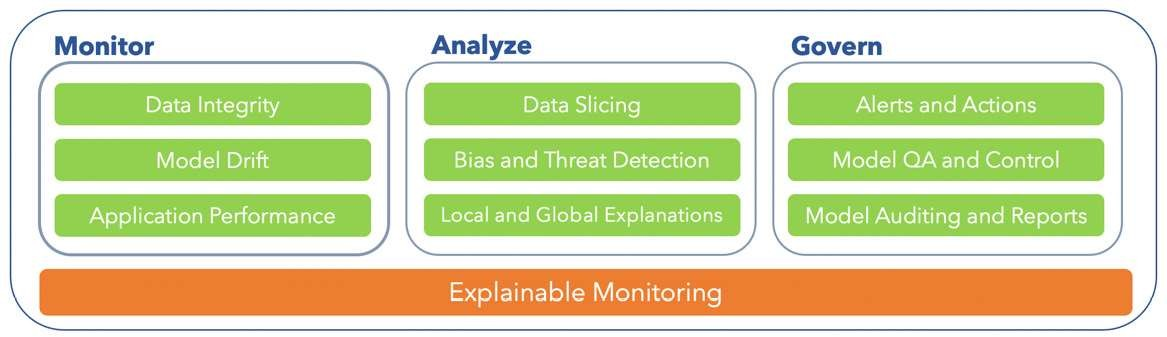 Monitor
Data Integrity
Model Drift
Application Performance
Analyze
Data Slicing
Bias and Threat Detection
Local and Global Explanations
Govern
Alerts and Actions
Model QA and Control
Model Auditing and Reports
Explainable Monitoring